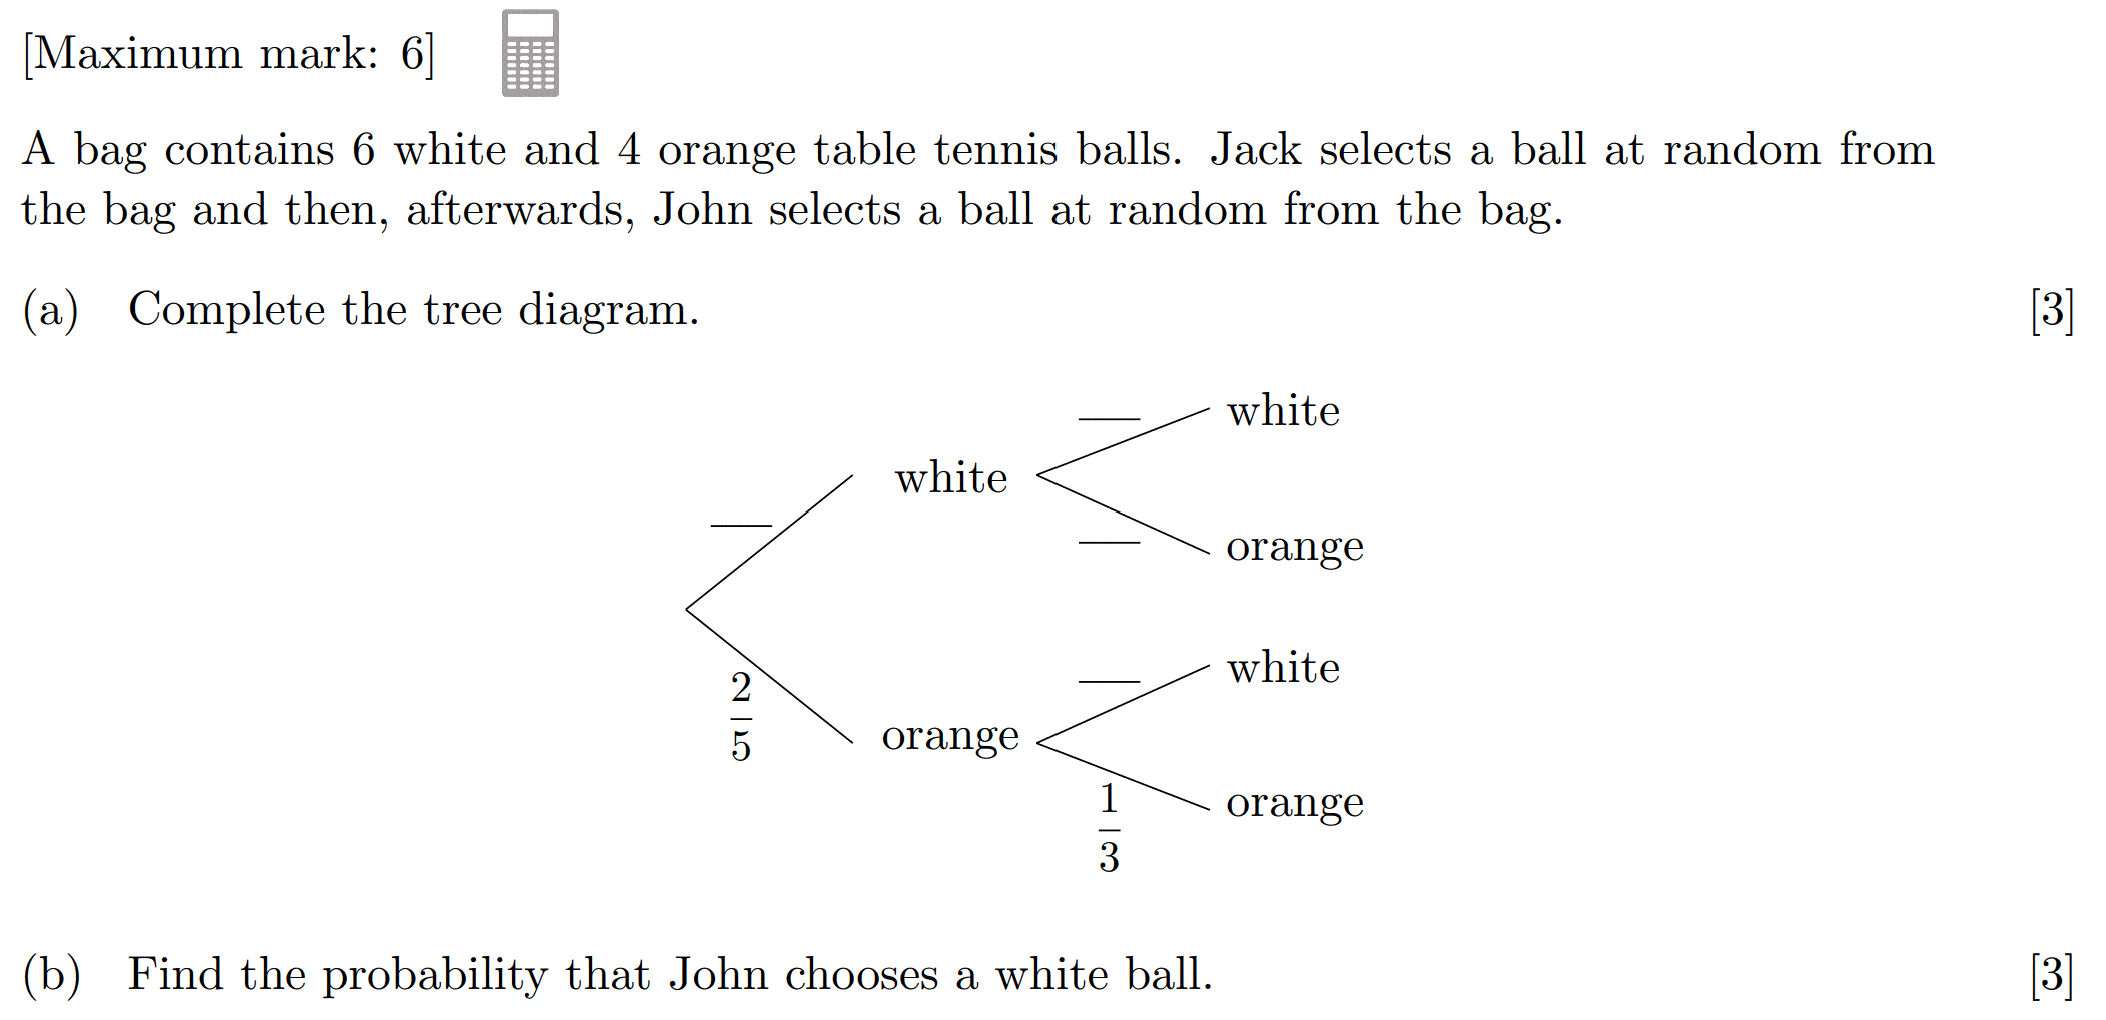 [Maximum mark: 6]
A bag contains 6 white and 4 orange table tennis balls. Jack selects a ball at random from
the bag and then, afterwards, John selects a ball at random from the bag.
(a) Complete the tree diagram. [3]
white
white
orange
2/5
white
orange
1/3
orange
(b) Find the probability that John chooses a white ball. [3]